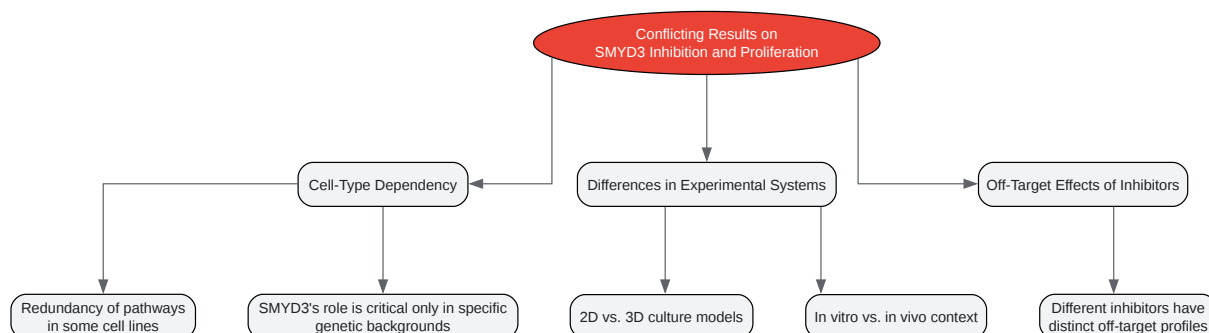 Conflicting Results on
SMYD3 Inhibition and Proliferation
Cell-Type Dependency
Differences in Experimental Systems
Off-Target Effects of Inhibitors
Redundancy of pathways
in some cell lines
SMYD3's role is critical only in specific
genetic backgrounds
2D vs. 3D culture models
In vitro vs. in vivo context
Different inhibitors have
distinct off-target profiles